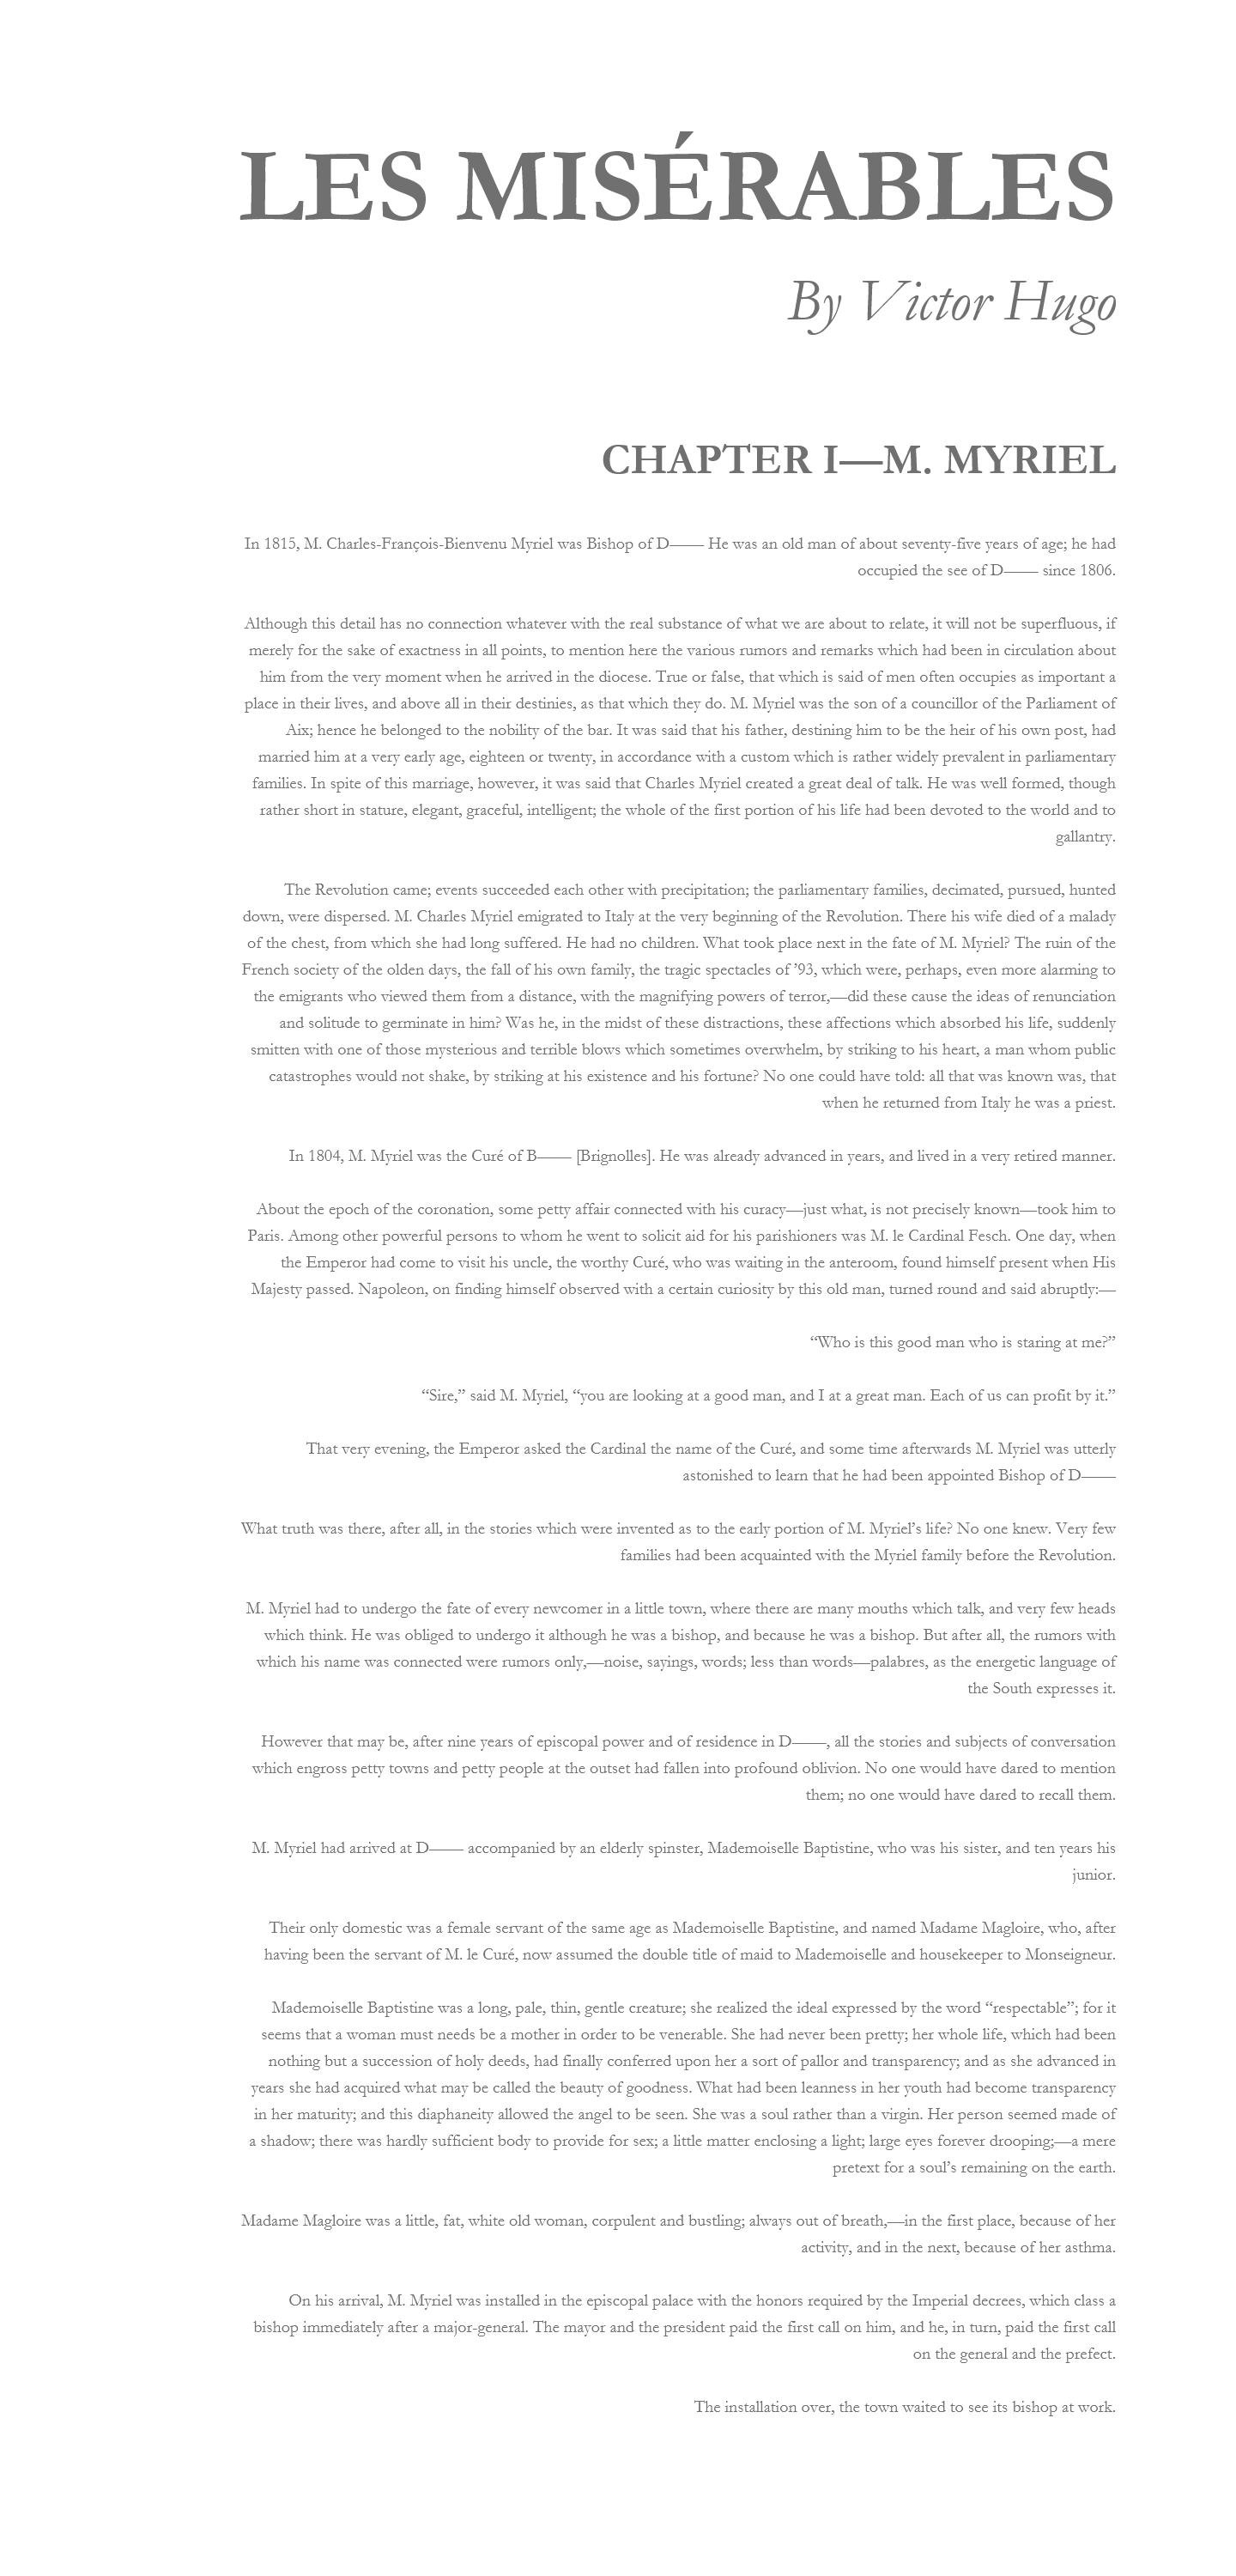 LES MISÉRABLES
By Victor Hugo
CHAPTER I—M. MYRIEL
In 1815, M. Charles-François-Bienvenu Myriel was Bishop of D—— He was an old man of about seventy-five years of age; he had
occupied the see of D—— since 1806.
Although this detail has no connection whatever with the real substance of what we are about to relate, it will not be superfluous, if
merely for the sake of exactness in all points, to mention here the various rumors and remarks which had been in circulation about
him from the very moment when he arrived in the diocese. True or false, that which is said of men often occupies as important a
place in their lives, and above all in their destinies, as that which they do. M. Myriel was the son of a councillor of the Parliament of
Aix; hence he belonged to the nobility of the bar. It was said that his father, destining him to be the heir of his own post, had
married him at a very early age, eighteen or twenty, in accordance with a custom which is rather widely prevalent in parliamentary
families. In spite of this marriage, however, it was said that Charles Myriel created a great deal of talk. He was well formed, though
rather short in stature, elegant, graceful, intelligent; the whole of the first portion of his life had been devoted to the world and to
gallantry.
The Revolution came; events succeeded each other with precipitation; the parliamentary families, decimated, pursued, hunted
down, were dispersed. M. Charles Myriel emigrated to Italy at the very beginning of the Revolution. There his wife died of a malady
of the chest, from which she had long suffered. He had no children. What took place next in the fate of M. Myriel? The ruin of the
French society of the olden days, the fall of his own family, the tragic spectacles of ’93, which were, perhaps, even more alarming to
the emigrants who viewed them from a distance, with the magnifying powers of terror,—did these cause the ideas of renunciation
and solitude to germinate in him? Was he, in the midst of these distractions, these affections which absorbed his life, suddenly
smitten with one of those mysterious and terrible blows which sometimes overwhelm, by striking to his heart, a man whom public
catastrophes would not shake, by striking at his existence and his fortune? No one could have told: all that was known was, that
when he returned from Italy he was a priest.
In 1804, M. Myriel was the Curé of B—— [Brignolles]. He was already advanced in years, and lived in a very retired manner.
About the epoch of the coronation, some petty affair connected with his curacy—just what, is not precisely known—took him to
Paris. Among other powerful persons to whom he went to solicit aid for his parishioners was M. le Cardinal Fesch. One day, when
the Emperor had come to visit his uncle, the worthy Curé, who was waiting in the anteroom, found himself present when His
Majesty passed. Napoleon, on finding himself observed with a certain curiosity by this old man, turned round and said abruptly:—
“Who is this good man who is staring at me?”
“Sire,” said M. Myriel, “you are looking at a good man, and I at a great man. Each of us can profit by it.”
That very evening, the Emperor asked the Cardinal the name of the Curé, and some time afterwards M. Myriel was utterly
astonished to learn that he had been appointed Bishop of D——
What truth was there, after all, in the stories which were invented as to the early portion of M. Myriel’s life? No one knew. Very few
families had been acquainted with the Myriel family before the Revolution.
M. Myriel had to undergo the fate of every newcomer in a little town, where there are many mouths which talk, and very few heads
which think. He was obliged to undergo it although he was a bishop, and because he was a bishop. But after all, the rumors with
which his name was connected were rumors only,—noise, sayings, words; less than words—palabres, as the energetic language of
the South expresses it.
However that may be, after nine years of episcopal power and of residence in D——, all the stories and subjects of conversation
which engross petty towns and petty people at the outset had fallen into profound oblivion. No one would have dared to mention
them; no one would have dared to recall them.
M. Myriel had arrived at D—— accompanied by an elderly spinster, Mademoiselle Baptistine, who was his sister, and ten years his
junior.
Their only domestic was a female servant of the same age as Mademoiselle Baptistine, and named Madame Magloire, who, after
having been the servant of M. le Curé, now assumed the double title of maid to Mademoiselle and housekeeper to Monseigneur.
Mademoiselle Baptistine was a long, pale, thin, gentle creature; she realized the ideal expressed by the word “respectable”; for it
seems that a woman must needs be a mother in order to be venerable. She had never been pretty; her whole life, which had been
nothing but a succession of holy deeds, had finally conferred upon her a sort of pallor and transparency; and as she advanced in
years she had acquired what may be called the beauty of goodness. What had been leanness in her youth had become transparency
in her maturity; and this diaphaneity allowed the angel to be seen. She was a soul rather than a virgin. Her person seemed made of
a shadow; there was hardly sufficient body to provide for sex; a little matter enclosing a light; large eyes forever drooping;—a mere
pretext for a soul’s remaining on the earth.
Madame Magloire was a little, fat, white old woman, corpulent and bustling; always out of breath,—in the first place, because of her
activity, and in the next, because of her asthma.
On his arrival, M. Myriel was installed in the episcopal palace with the honors required by the Imperial decrees, which class a
bishop immediately after a major-general. The mayor and the president paid the first call on him, and he, in turn, paid the first call
on the general and the prefect.
The installation over, the town waited to see its bishop at work.